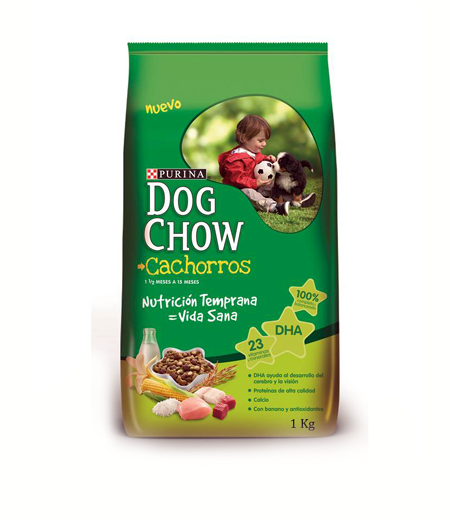 nuevo
PURINA
DOG
CHOW
Cachorros
1 ½ MESES A 15 MESES
Nutrición Temprana
=Vida Sana
100%
DHA
23
• DHA ayuda al desarrollo del
cerebro y la visión
• Proteínas de alta calidad
• Calcio
• Con banano y antioxidantes
1 Kg